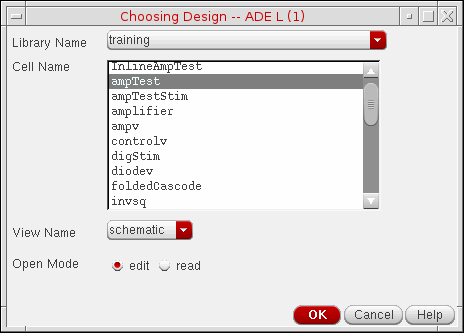 Choosing Design -- ADE L (1)
Library Name training
Cell Name
InlineAmpTest
ampTest
ampTestStim
amplifier
ampv
controlv
digStim
diodev
foldedCascode
invsq
View Name schematic
Open Mode edit read
OK Cancel Help